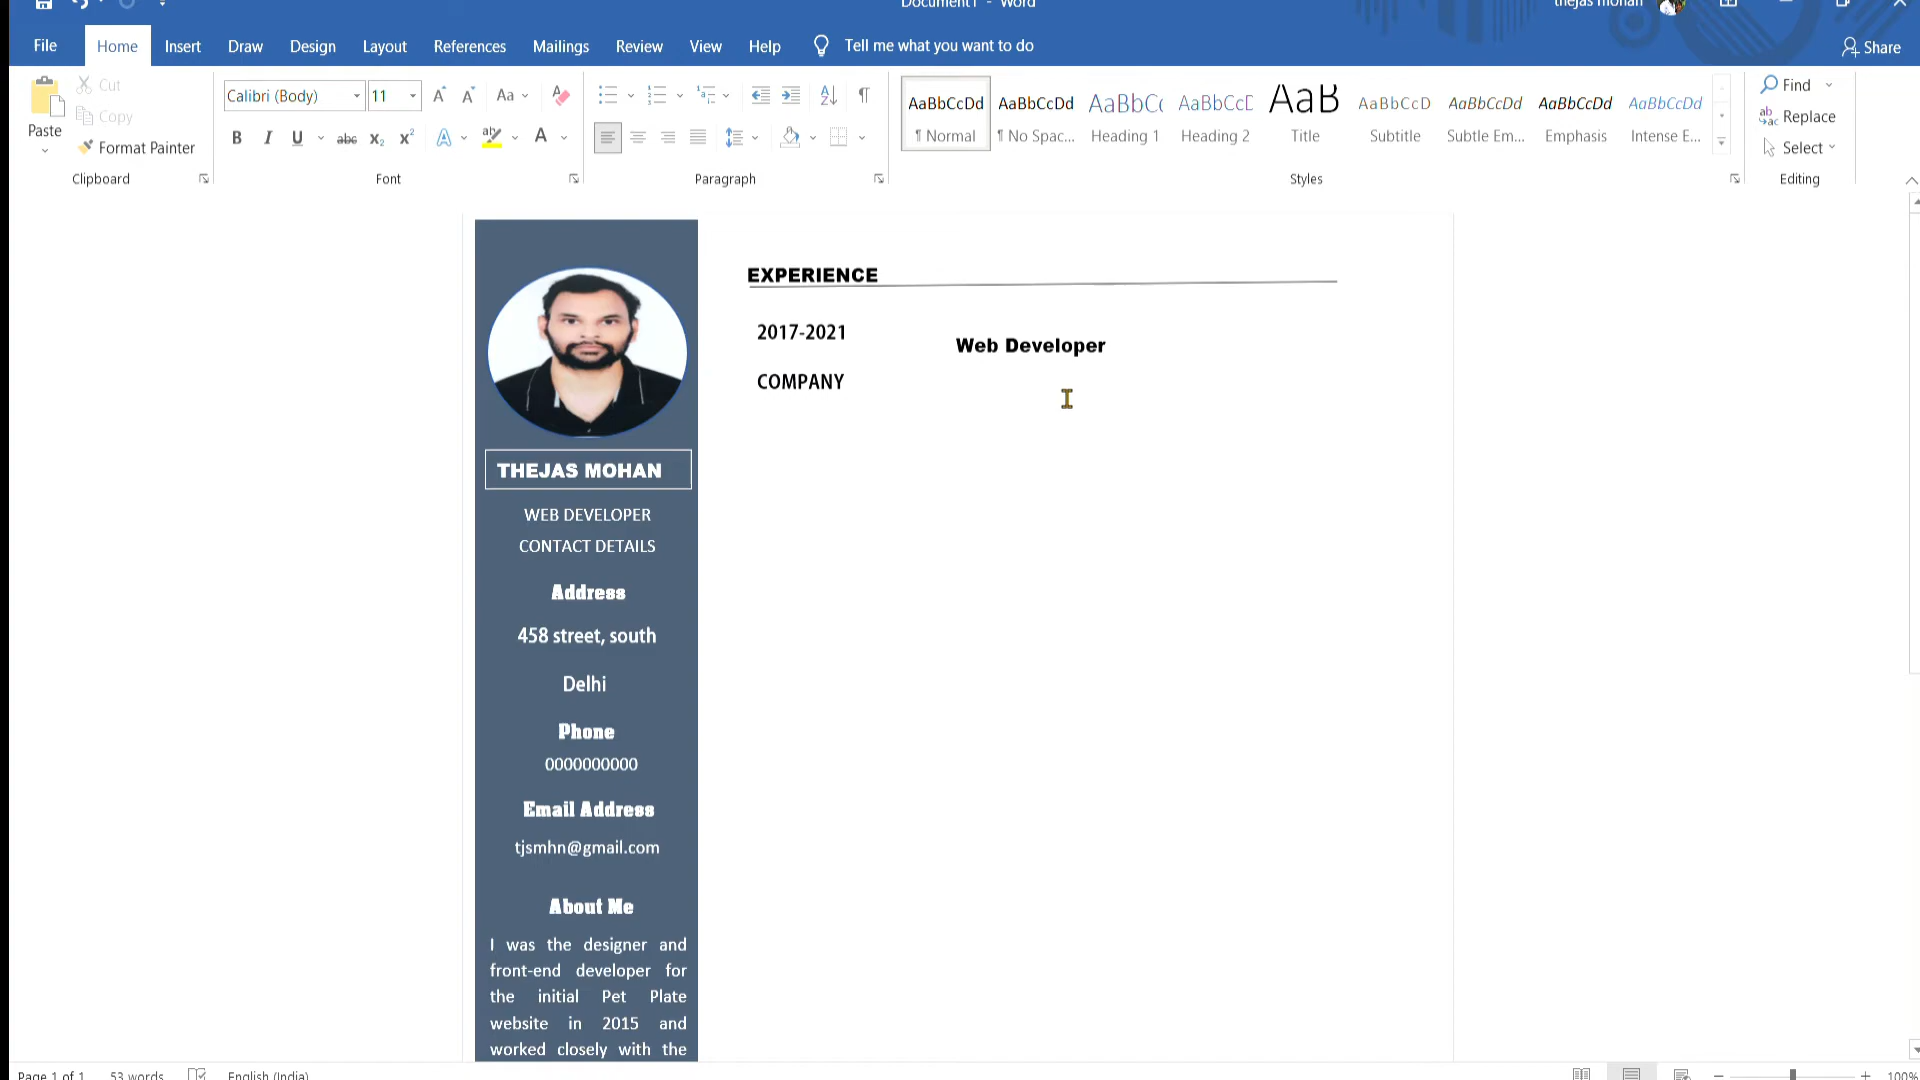 Document1 - Word
thejas mohan
File Home Insert Draw Design Layout References Mailings Review View Help Tell me what you want to do
Share
Paste
Cut
Copy
Format Painter
Clipboard
Calibri (Body) 11
Font
Paragraph
AaBbCcDd AaBbCcDd AaBbC( AaBbCcD AaB AaBbCcD AaBbCcDd AaBbCcDd AaBbCcDd
¶ Normal ¶ No Spac... Heading 1 Heading 2 Title Subtitle Subtle Em... Emphasis Intense E...
Styles
Find
Replace
Select
Editing
THEJAS MOHAN
WEB DEVELOPER
CONTACT DETAILS
Address
458 street, south
Delhi
Phone
0000000000
Email Address
tjsmhn@gmail.com
About Me
I was the designer and
front-end developer for
the initial Pet Plate
website in 2015 and
worked closely with the
EXPERIENCE
2017-2021
COMPANY
Web Developer
Page 1 of 1 53 words English (India) 100%